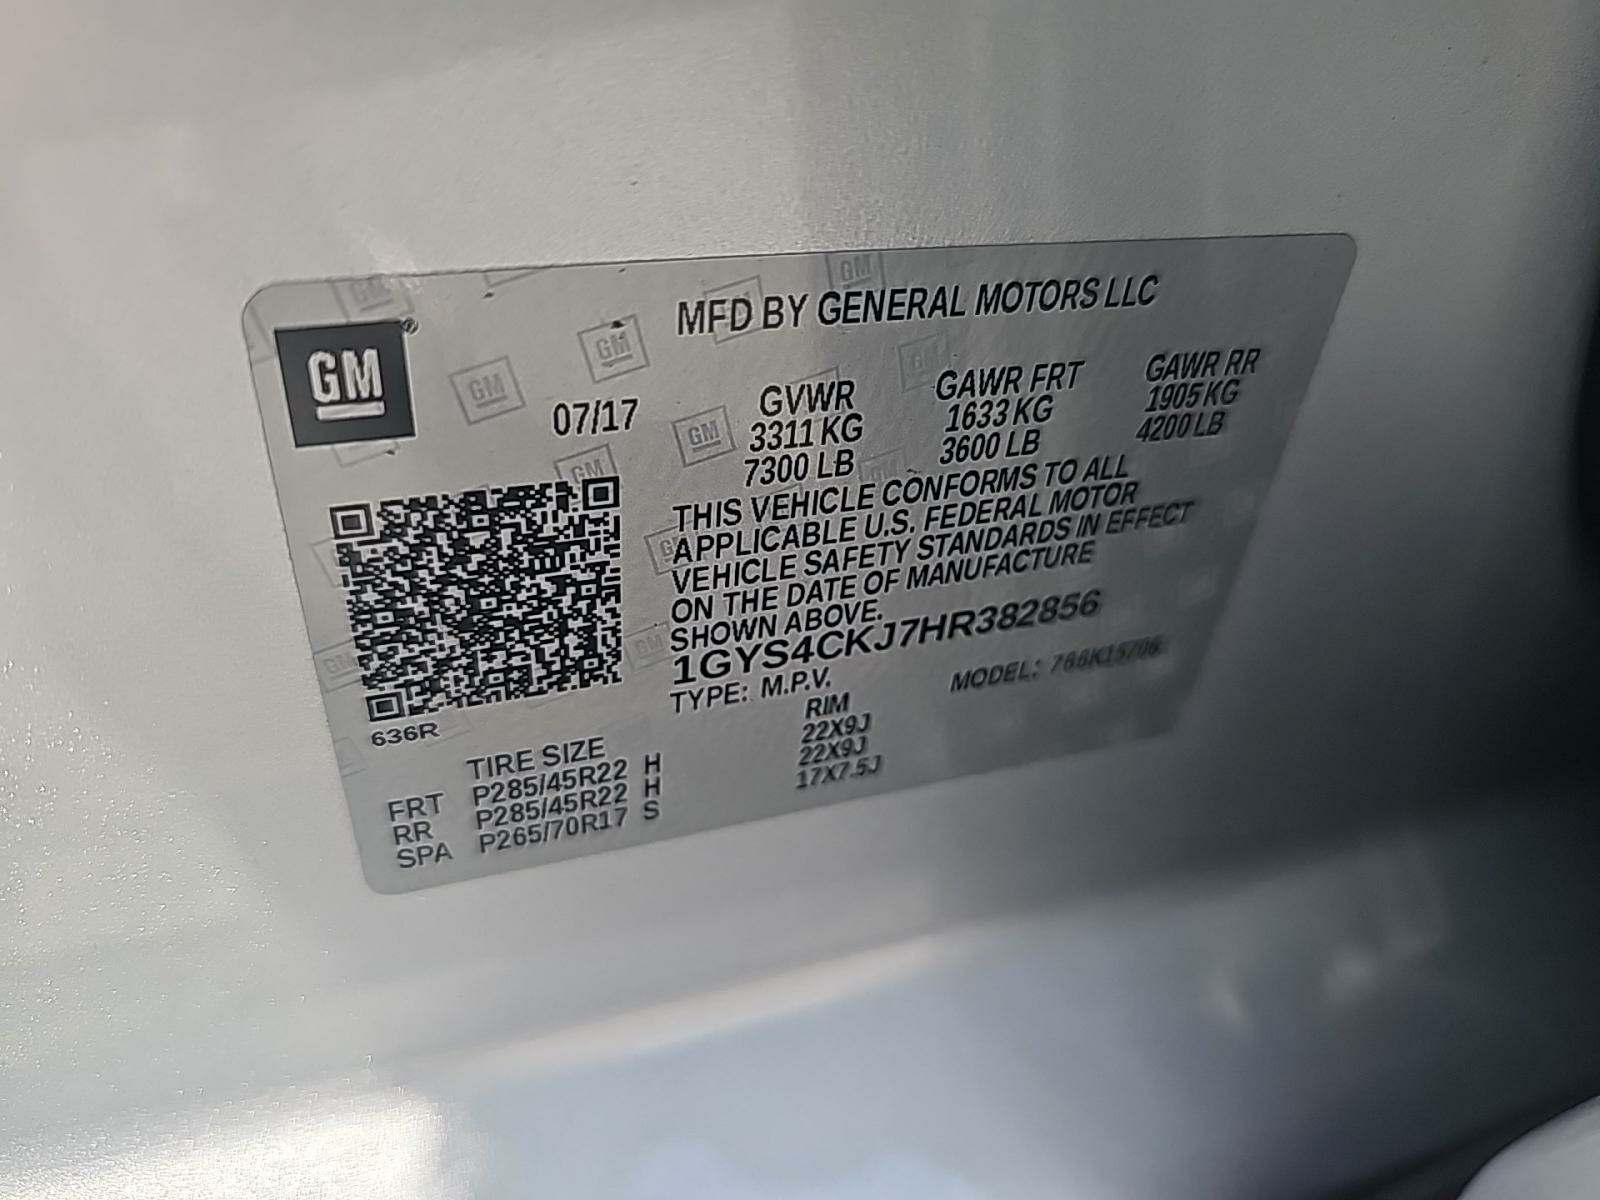 MFD BY GENERAL MOTORS LLC
GM
07/17
GVWR
3311 KG
7300 LB
GAWR FRT
1633 KG
3600 LB
GAWR RR
1905 KG
4200 LB
THIS VEHICLE CONFORMS TO ALL
APPLICABLE U.S. FEDERAL MOTOR
VEHICLE SAFETY STANDARDS IN EFFECT
ON THE DATE OF MANUFACTURE
SHOWN ABOVE.
1GYS4CKJ7HR382856
TYPE: M.P.V.
MODEL:
636R
TIRE SIZE RIM
FRT P285/45R22 H 22X9J
RR P285/45R22 H 22X9J
SPA P265/70R17 S 17X7.5J